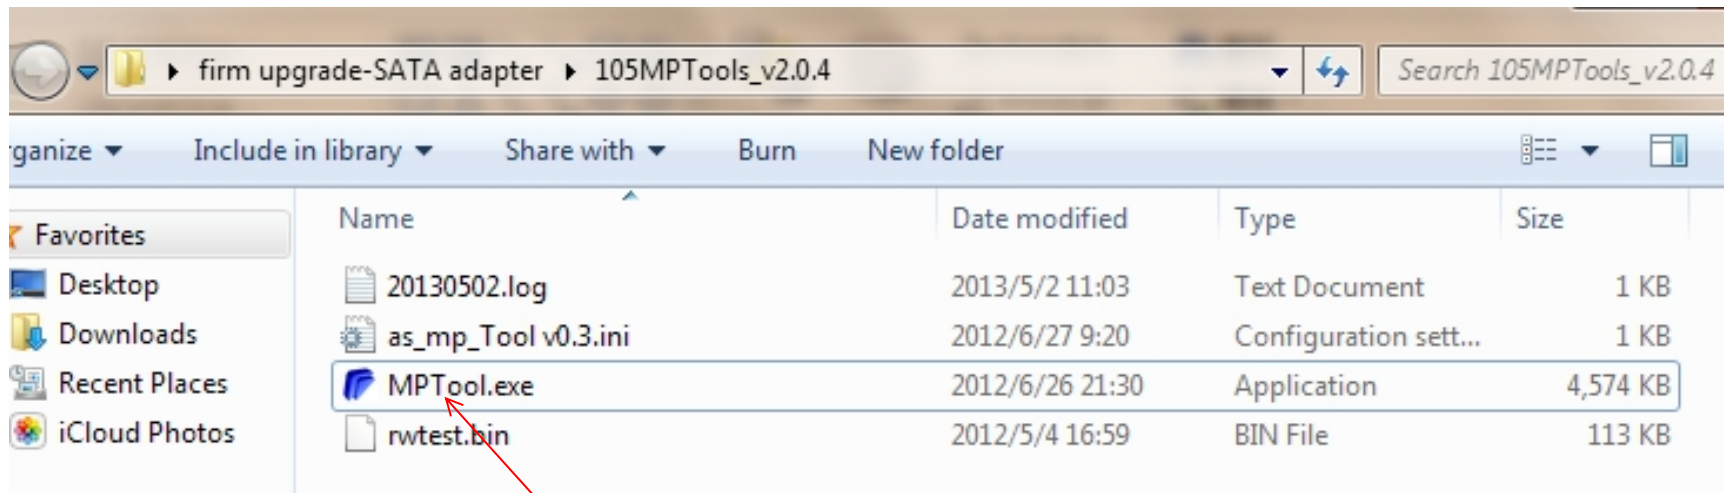 firm upgrade-SATA adapter 105MPTools_v2.0.4 Search 105MPTools_v2.0.4
rganize Include in library Share with Burn New folder
Name Date modified Type Size
Favorites
Desktop
Downloads
Recent Places
iCloud Photos
20130502.log 2013/5/2 11:03 Text Document 1 KB
as_mp_Tool v0.3.ini 2012/6/27 9:20 Configuration sett... 1 KB
MPTool.exe 2012/6/26 21:30 Application 4,574 KB
rwtest.bin 2012/5/4 16:59 BIN File 113 KB